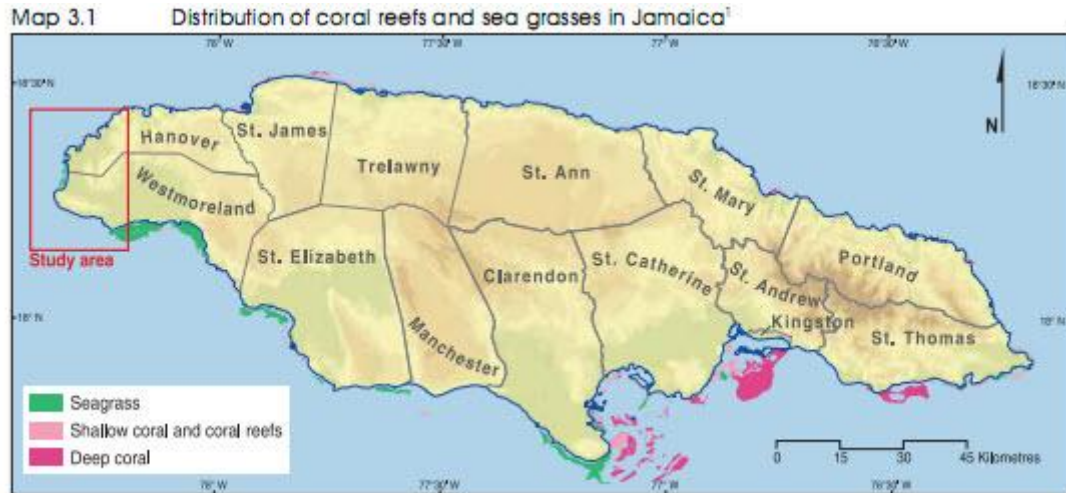 Map 3.1 Distribution of coral reefs and sea grasses in Jamaica¹
78° W 77°30' W 77° W 76°30' W
18°30' N 18°30' N
N
Hanover
St. James
Trelawny
St. Ann
St. Mary
Westmoreland
Portland
Study area
St. Elizabeth
Clarendon
St. Catherine
St. Andrew
Kingston
St. Thomas
Manchester
18° N 18° N
Seagrass
Shallow coral and coral reefs
Deep coral
0 15 30 45 Kilometres
78° W 77°30' W 77° W 76°30' W